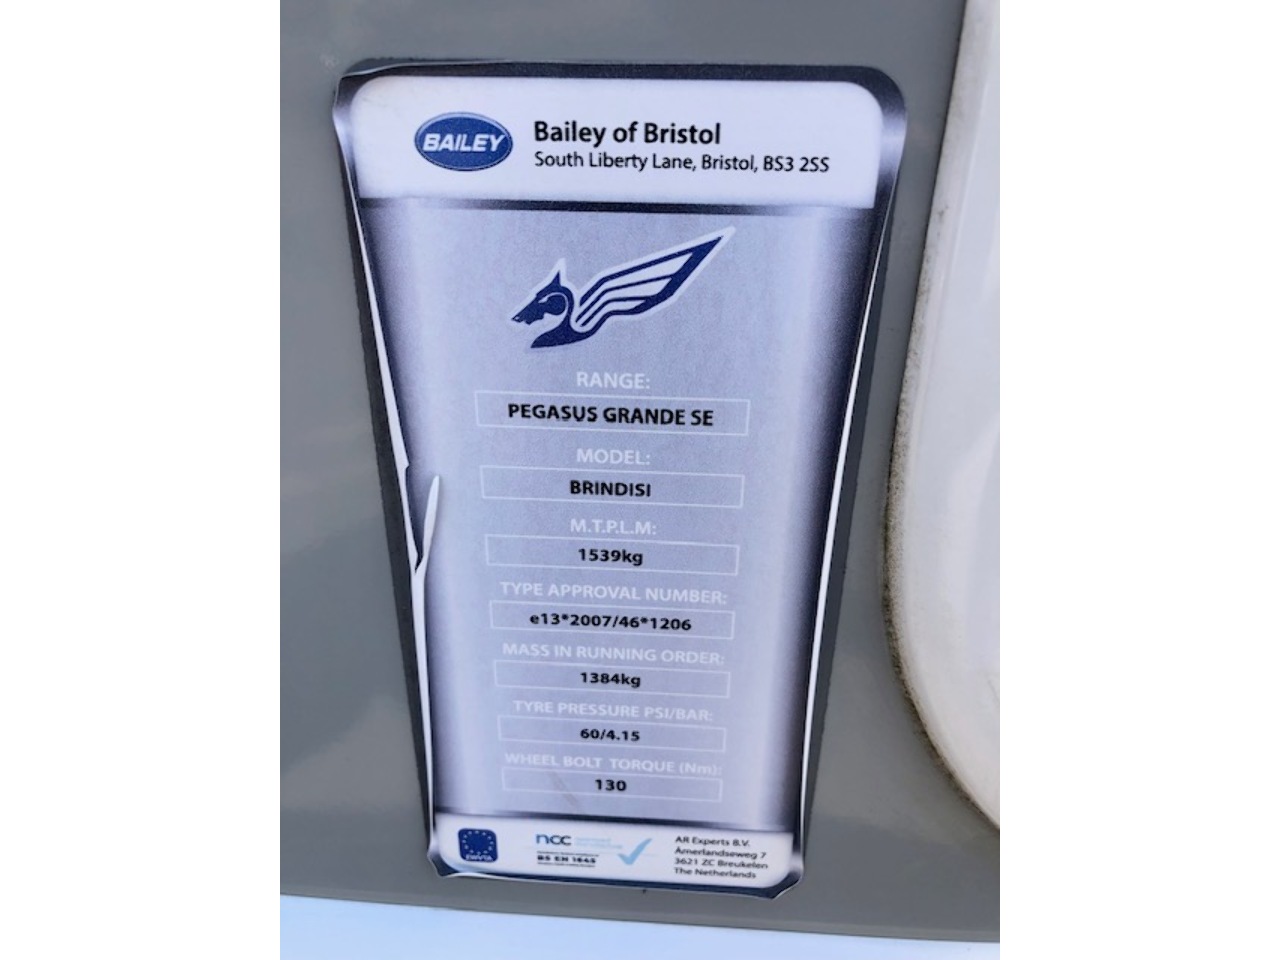 BAILEY
Bailey of Bristol
South Liberty Lane, Bristol, BS3 2SS
RANGE:
PEGASUS GRANDE SE
MODEL:
BRINDISI
M.T.P.L.M:
1539kg
TYPE APPROVAL NUMBER:
e13*2007/46*1206
MASS IN RUNNING ORDER:
1384kg
TYRE PRESSURE PSI/BAR:
60/4.15
WHEEL BOLT TORQUE (Nm):
130
EWVTA
ncc
BS EN 1645
AR Experts B.V.
Amerlandseweg 7
3621 ZC Breukelen
The Netherlands